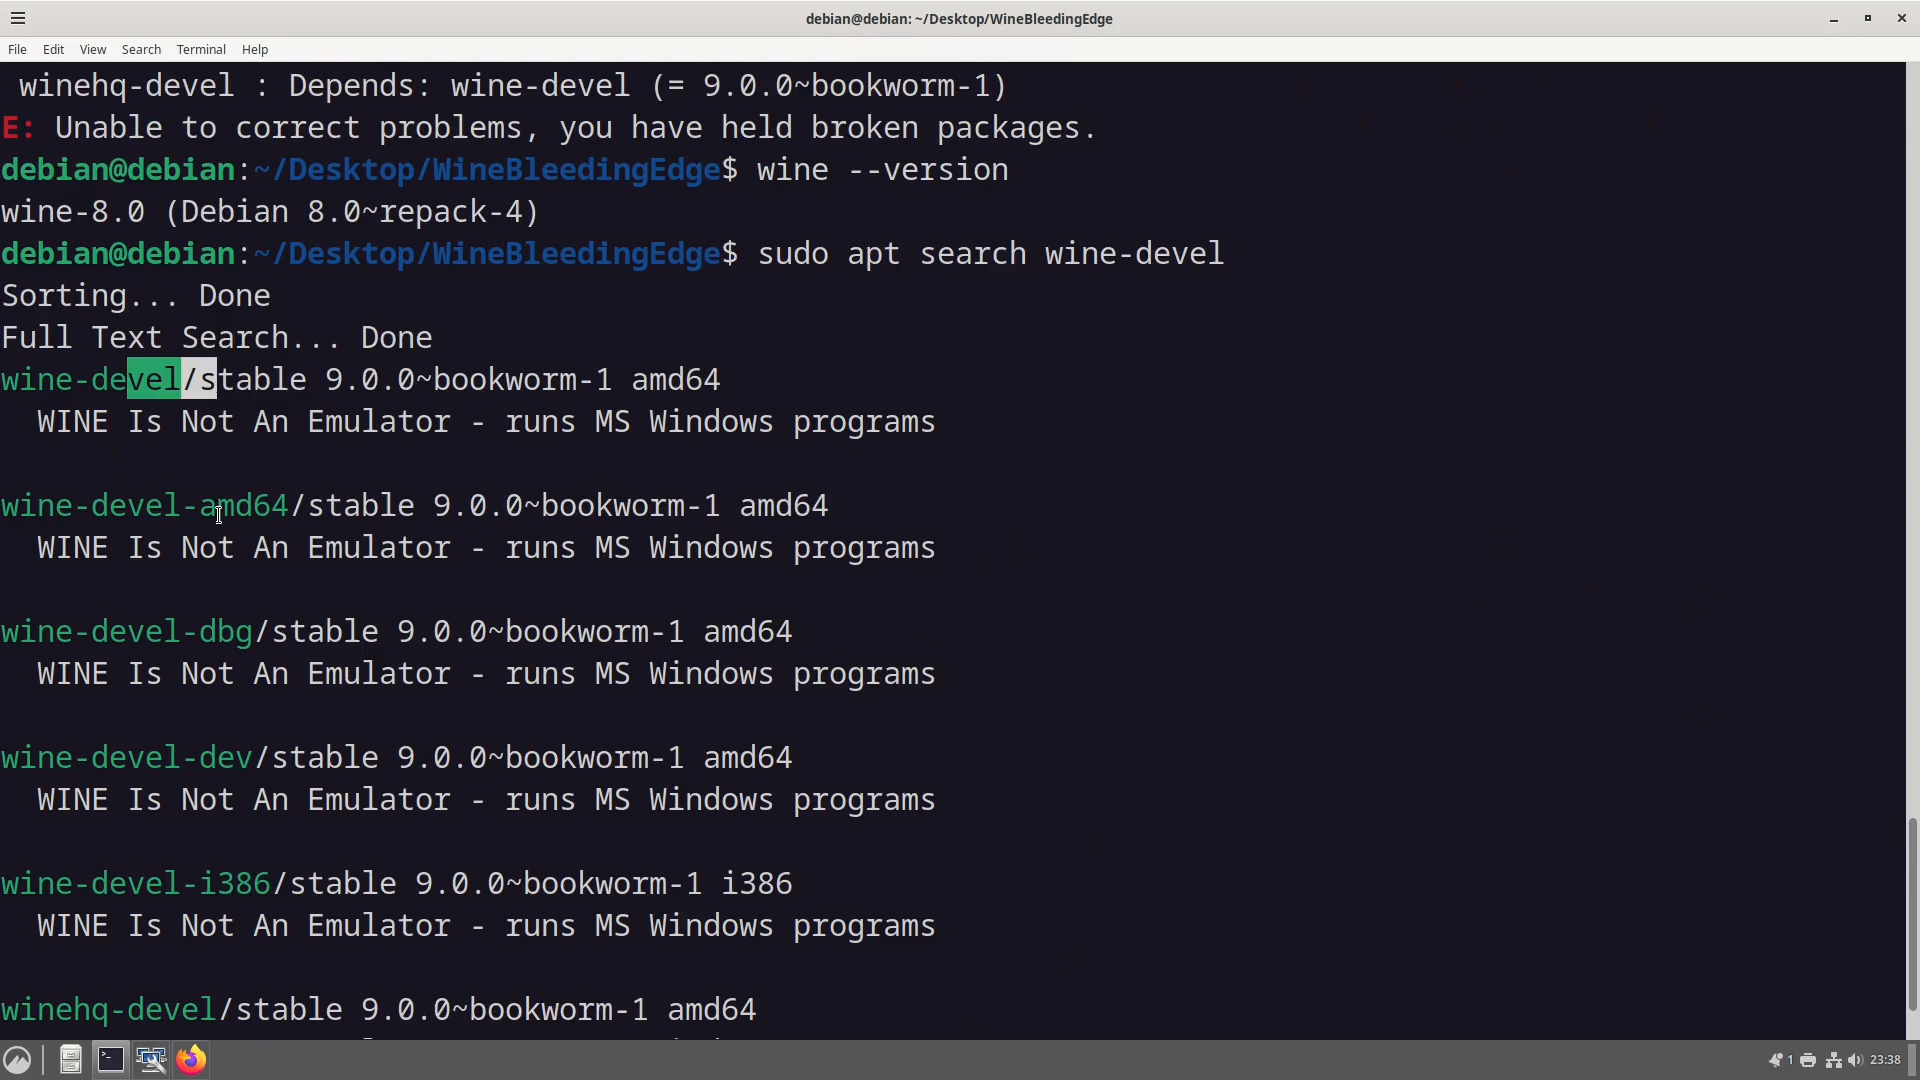 debian@debian: ~/Desktop/WineBleedingEdge
File Edit View Search Terminal Help
winehq-devel : Depends: wine-devel (= 9.0.0~bookworm-1)
E: Unable to correct problems, you have held broken packages.
debian@debian:~/Desktop/WineBleedingEdge$ wine --version
wine-8.0 (Debian 8.0~repack-4)
debian@debian:~/Desktop/WineBleedingEdge$ sudo apt search wine-devel
Sorting... Done
Full Text Search... Done
wine-devel/stable 9.0.0~bookworm-1 amd64
WINE Is Not An Emulator - runs MS Windows programs
wine-devel-amd64/stable 9.0.0~bookworm-1 amd64
WINE Is Not An Emulator - runs MS Windows programs
wine-devel-dbg/stable 9.0.0~bookworm-1 amd64
WINE Is Not An Emulator - runs MS Windows programs
wine-devel-dev/stable 9.0.0~bookworm-1 amd64
WINE Is Not An Emulator - runs MS Windows programs
wine-devel-i386/stable 9.0.0~bookworm-1 i386
WINE Is Not An Emulator - runs MS Windows programs
winehq-devel/stable 9.0.0~bookworm-1 amd64
1 23:38